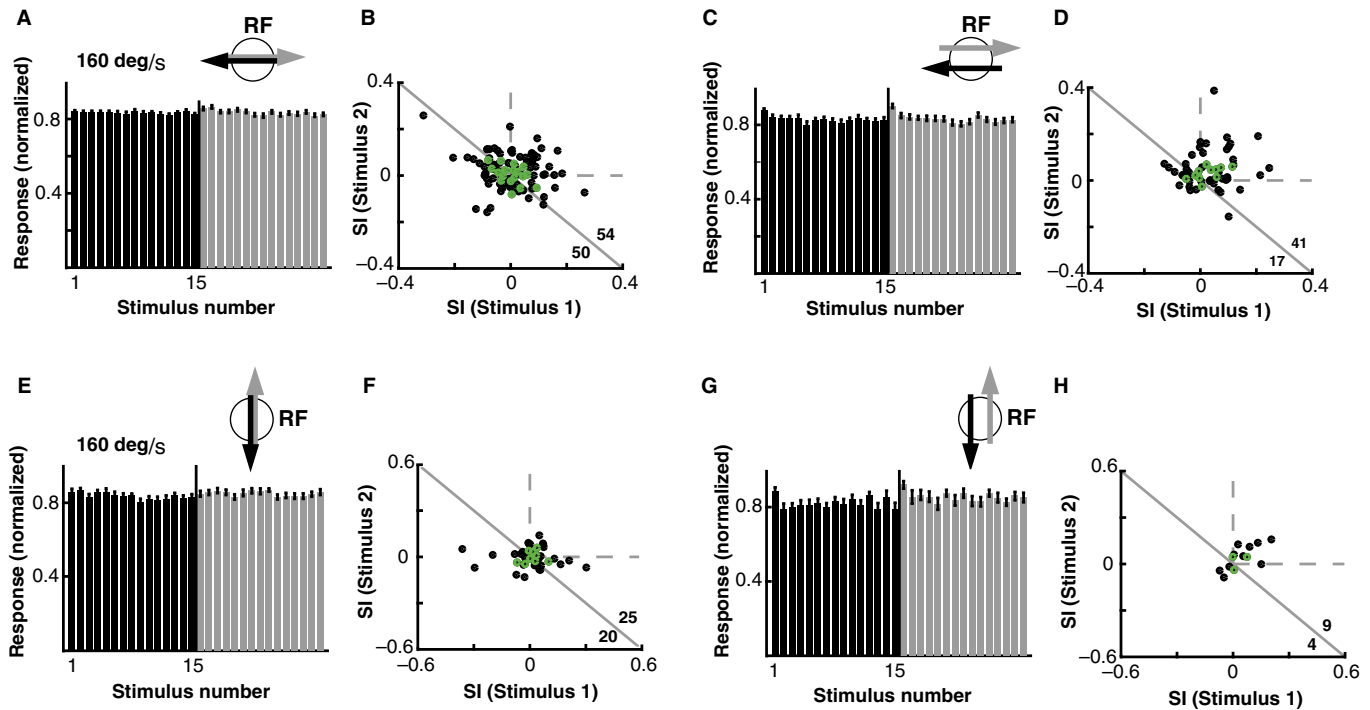 A
RF
160 deg/s
Response (normalized)
0.8
0.4
1
15
Stimulus number
B
SI (Stimulus 2)
0.4
0
−0.4
54
50
−0.4
0
0.4
SI (Stimulus 1)
C
RF
Response (normalized)
0.8
0.4
1
15
Stimulus number
D
SI (Stimulus 2)
0.4
0
−0.4
41
17
−0.4
0
0.4
SI (Stimulus 1)
E
RF
160 deg/s
Response (normalized)
0.8
0.4
1
15
Stimulus number
F
SI (Stimulus 2)
0.6
0
−0.6
25
20
−0.6
0
0.6
SI (Stimulus 1)
G
RF
Response (normalized)
0.8
0.4
1
15
Stimulus number
H
SI (Stimulus 2)
0.6
0
−0.6
9
4
−0.6
0
0.6
SI (Stimulus 1)